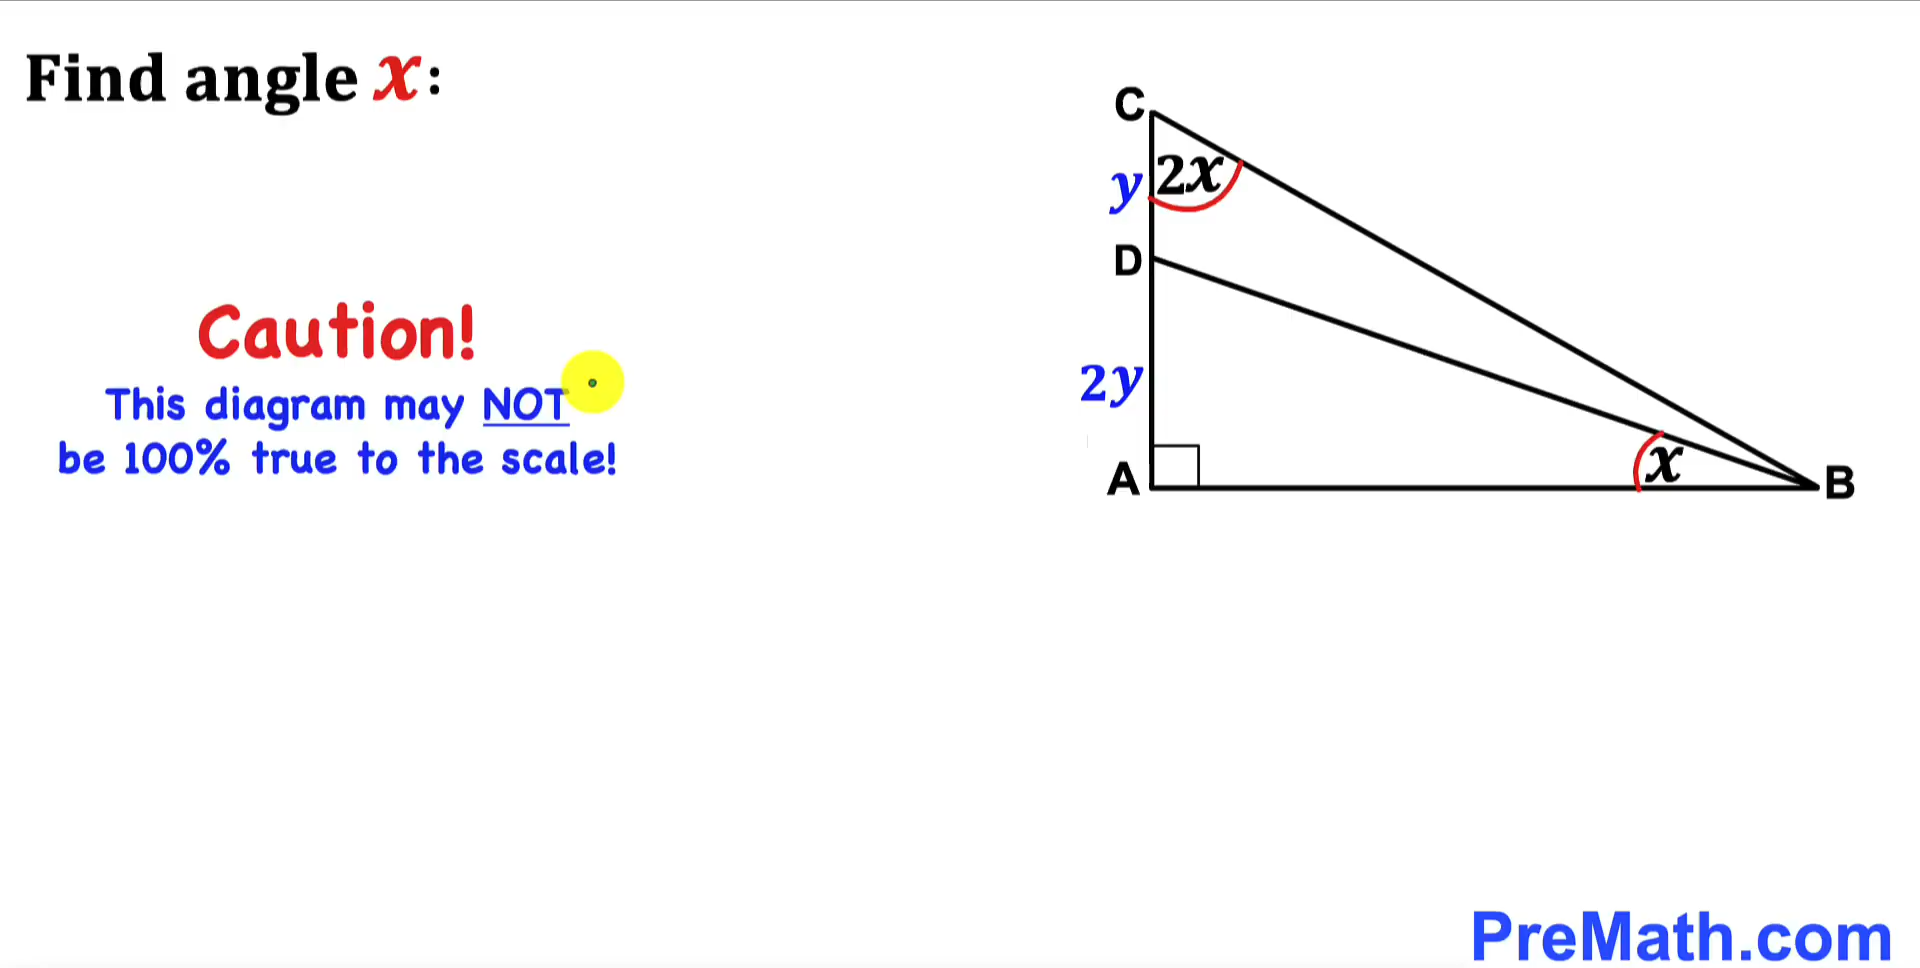 Find angle x:
C
y
2x
D
Caution!
This diagram may NOT
be 100% true to the scale!
2y
A
x
B
PreMath.com